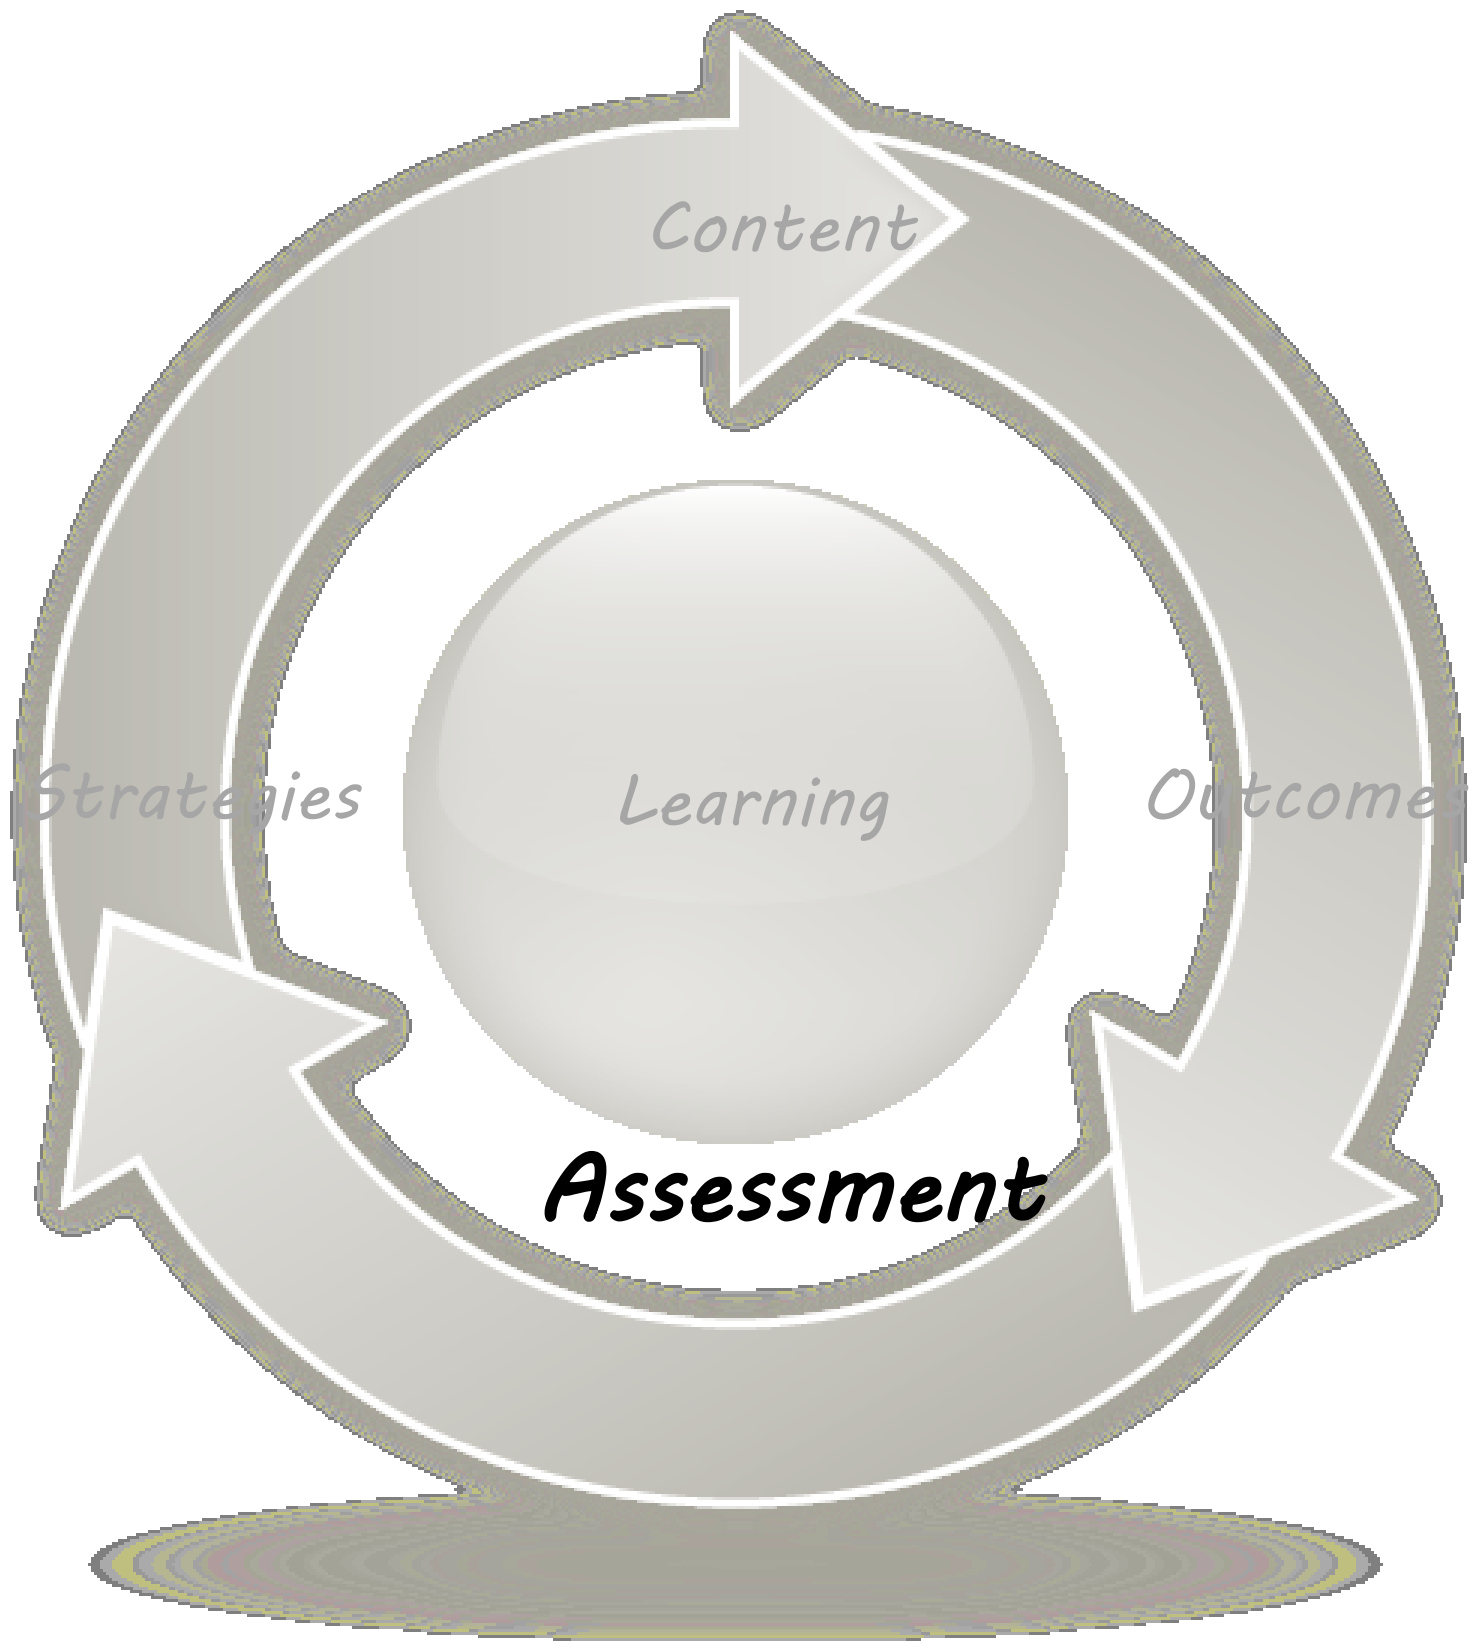 Content
Strategies
Learning
Outcomes
Assessment